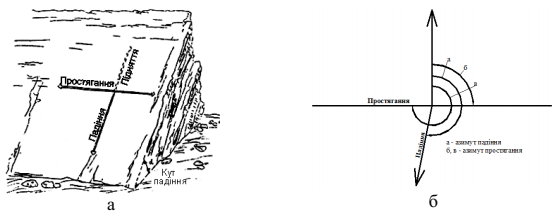 Простягання
Підняття
Падіння
Кут
падіння
а
а
б
в
Простягання
Падіння
а - азимут падіння
б, в - азимут простягання
б